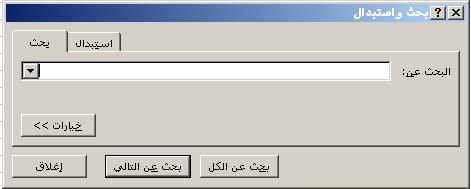 بحث واستبدال
بحث
استبدال
البحث عن:
خيارات >>
بحث عن الكل
بحث عن التالي
إغلاق